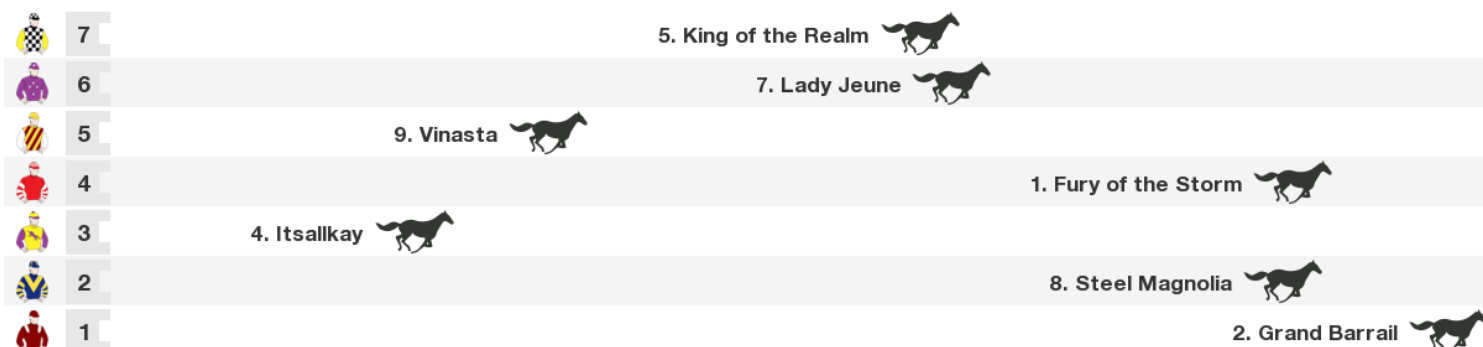 7 5. King of the Realm
6 7. Lady Jeune
5 9. Vinasta
4 1. Fury of the Storm
3 4. Itsallkay
2 8. Steel Magnolia
1 2. Grand Barrail